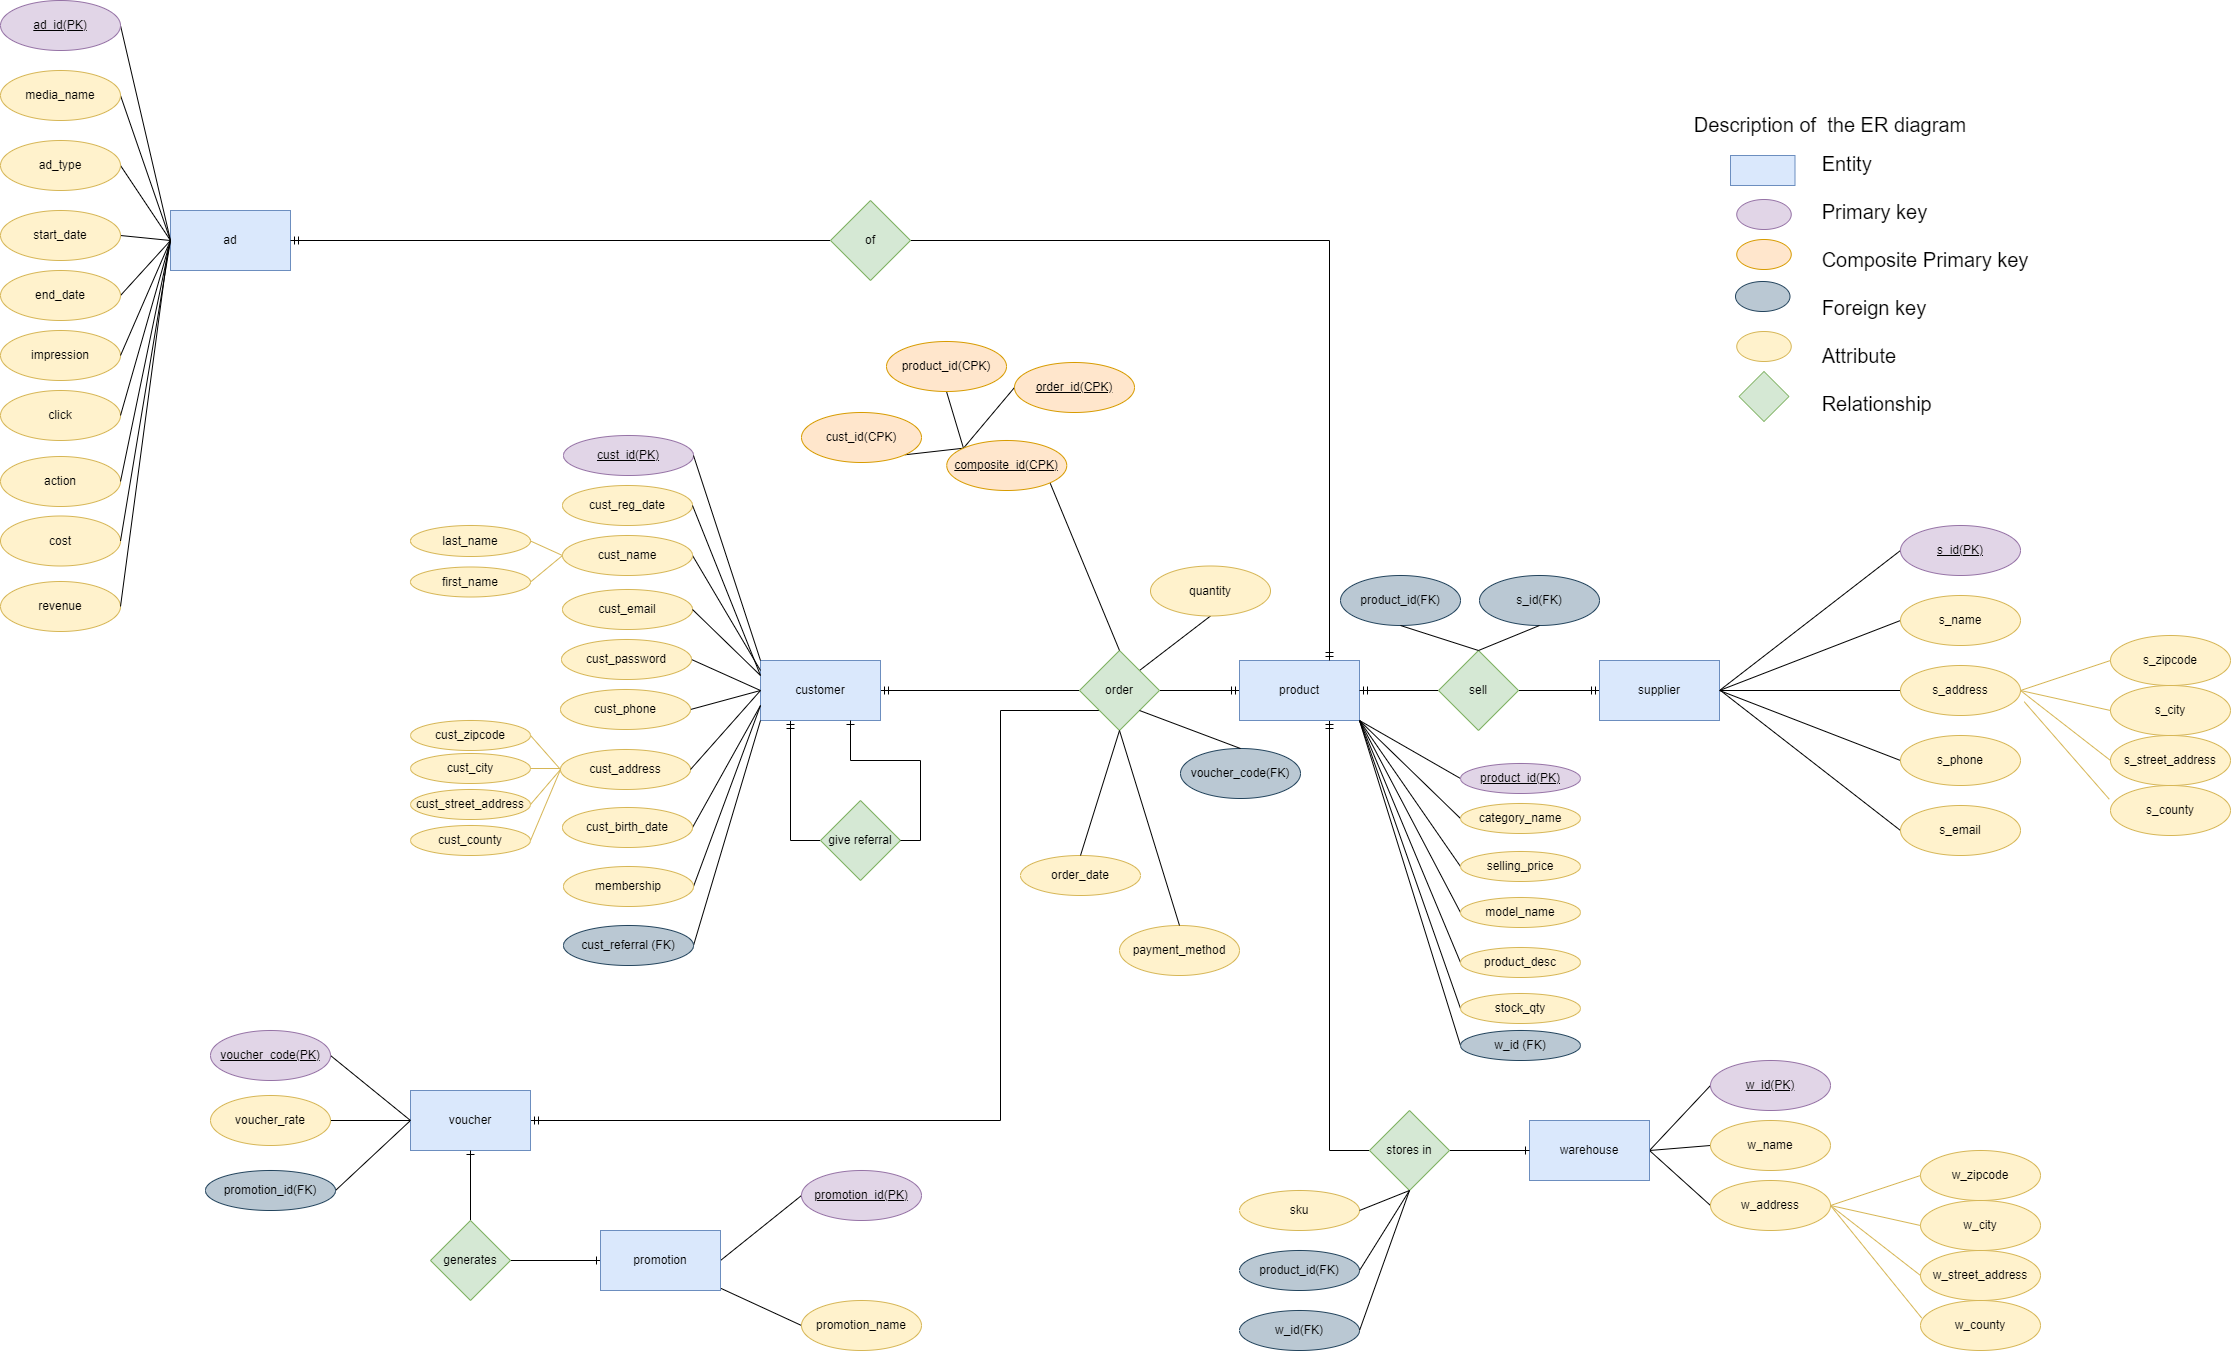 ad_id(PK)
media_name
ad_type
start_date
end_date
impression
click
action
cost
revenue
ad
of
Description of  the ER diagram
Entity
Primary key
Composite Primary key
Foreign key
Attribute
Relationship
product_id(CPK)
order_id(CPK)
cust_id(CPK)
composite_id(CPK)
cust_id(PK)
cust_reg_date
last_name
cust_name
first_name
cust_email
cust_password
cust_phone
cust_zipcode
cust_city
cust_address
cust_street_address
cust_county
cust_birth_date
membership
cust_referral (FK)
customer
give referral
quantity
order
voucher_code(FK)
order_date
payment_method
product
product_id(FK)
s_id(FK)
sell
supplier
s_id(PK)
s_name
s_address
s_phone
s_email
s_zipcode
s_city
s_street_address
s_county
product_id(PK)
category_name
selling_price
model_name
product_desc
stock_qty
w_id (FK)
voucher_code(PK)
voucher_rate
promotion_id(FK)
voucher
generates
promotion
promotion_id(PK)
promotion_name
stores in
sku
product_id(FK)
w_id(FK)
warehouse
w_id(PK)
w_name
w_address
w_zipcode
w_city
w_street_address
w_county